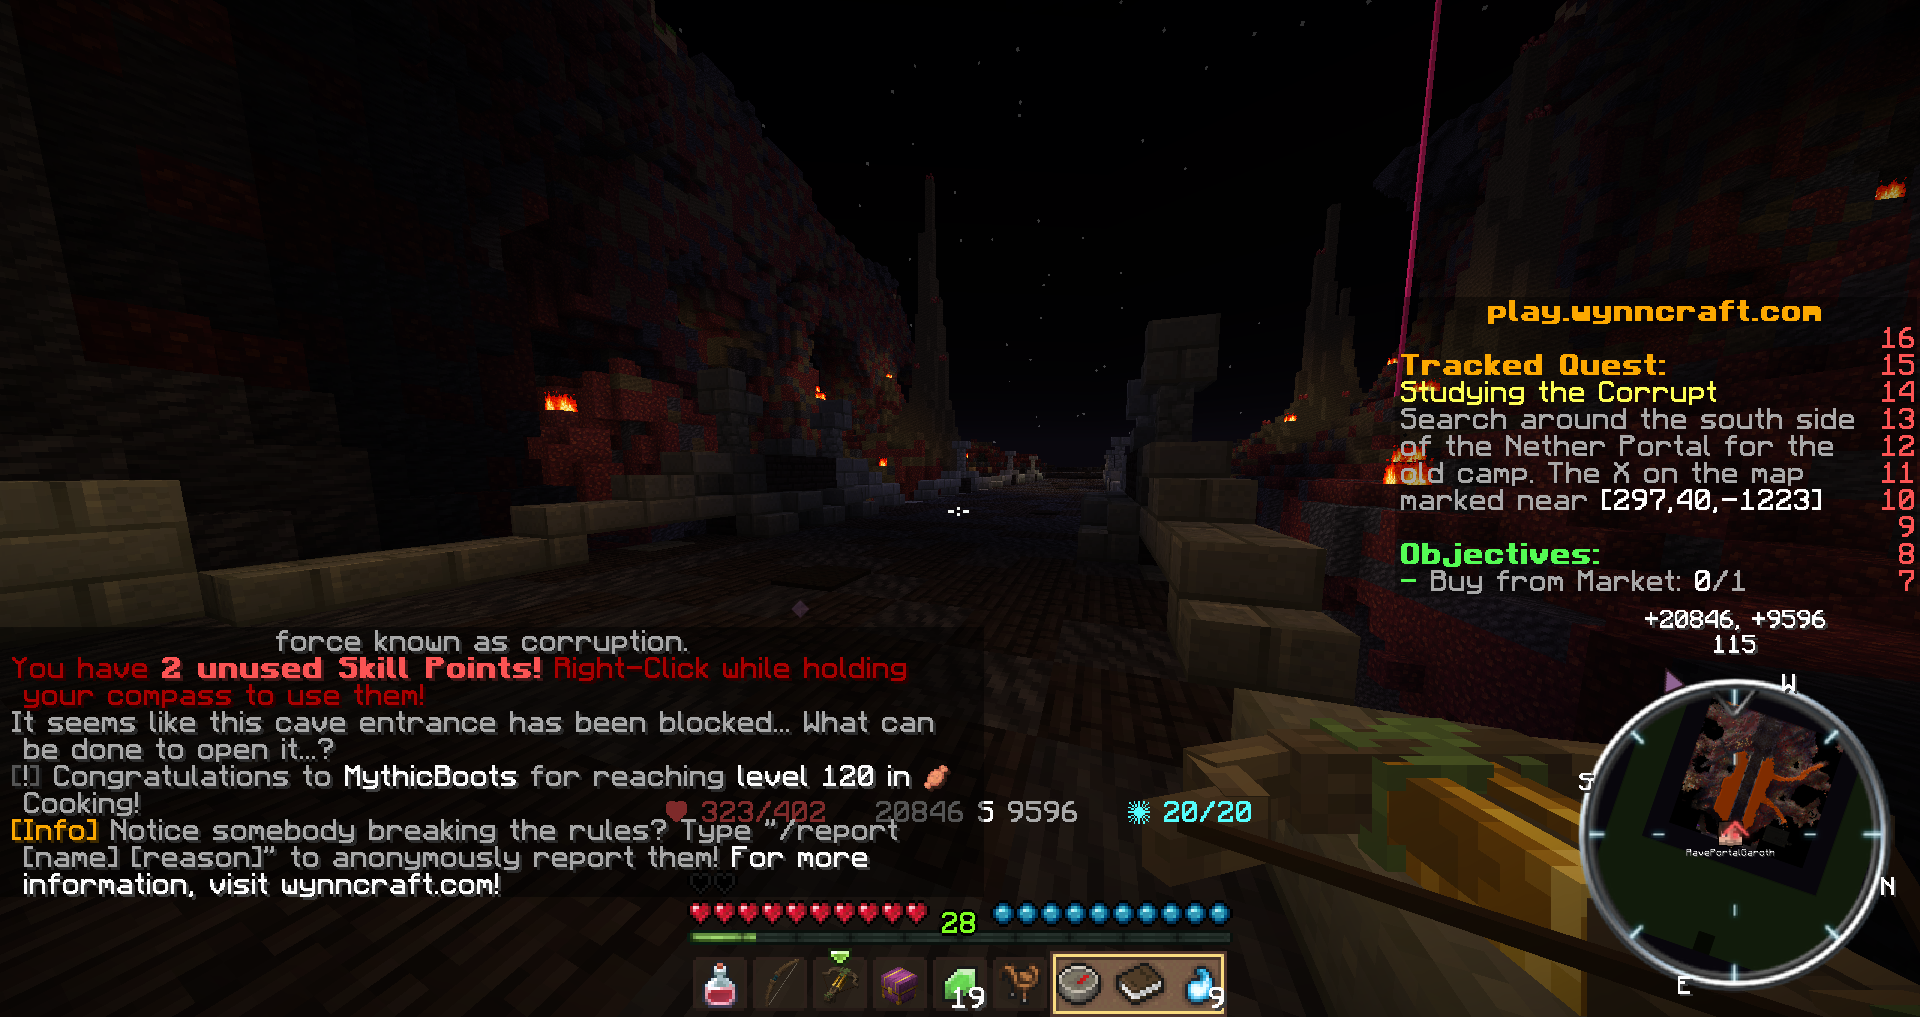 play.wynncraft.com
16
Tracked Quest:
15
Studying the Corrupt
14
Search around the south side
13
of the Nether Portal for the
12
old camp. The X on the map
11
marked near [297,40,-1223]
10
9
Objectives:
8
- Buy from Market: 0/1
7
+20846, +9596
115
force known as corruption.
You have 2 unused Skill Points! Right-Click while holding
your compass to use them!
It seems like this cave entrance has been blocked... What can
be done to open it...?
[!] Congratulations to MythicBoots for reaching level 120 in
Cooking!
[Info] Notice somebody breaking the rules? Type "/report
[name] [reason]" to anonymously report them! For more
information, visit wynncraft.com!
323/402
20846 S 9596
20/20
28
19
9
W
S
N
E
RavePortalGaroth